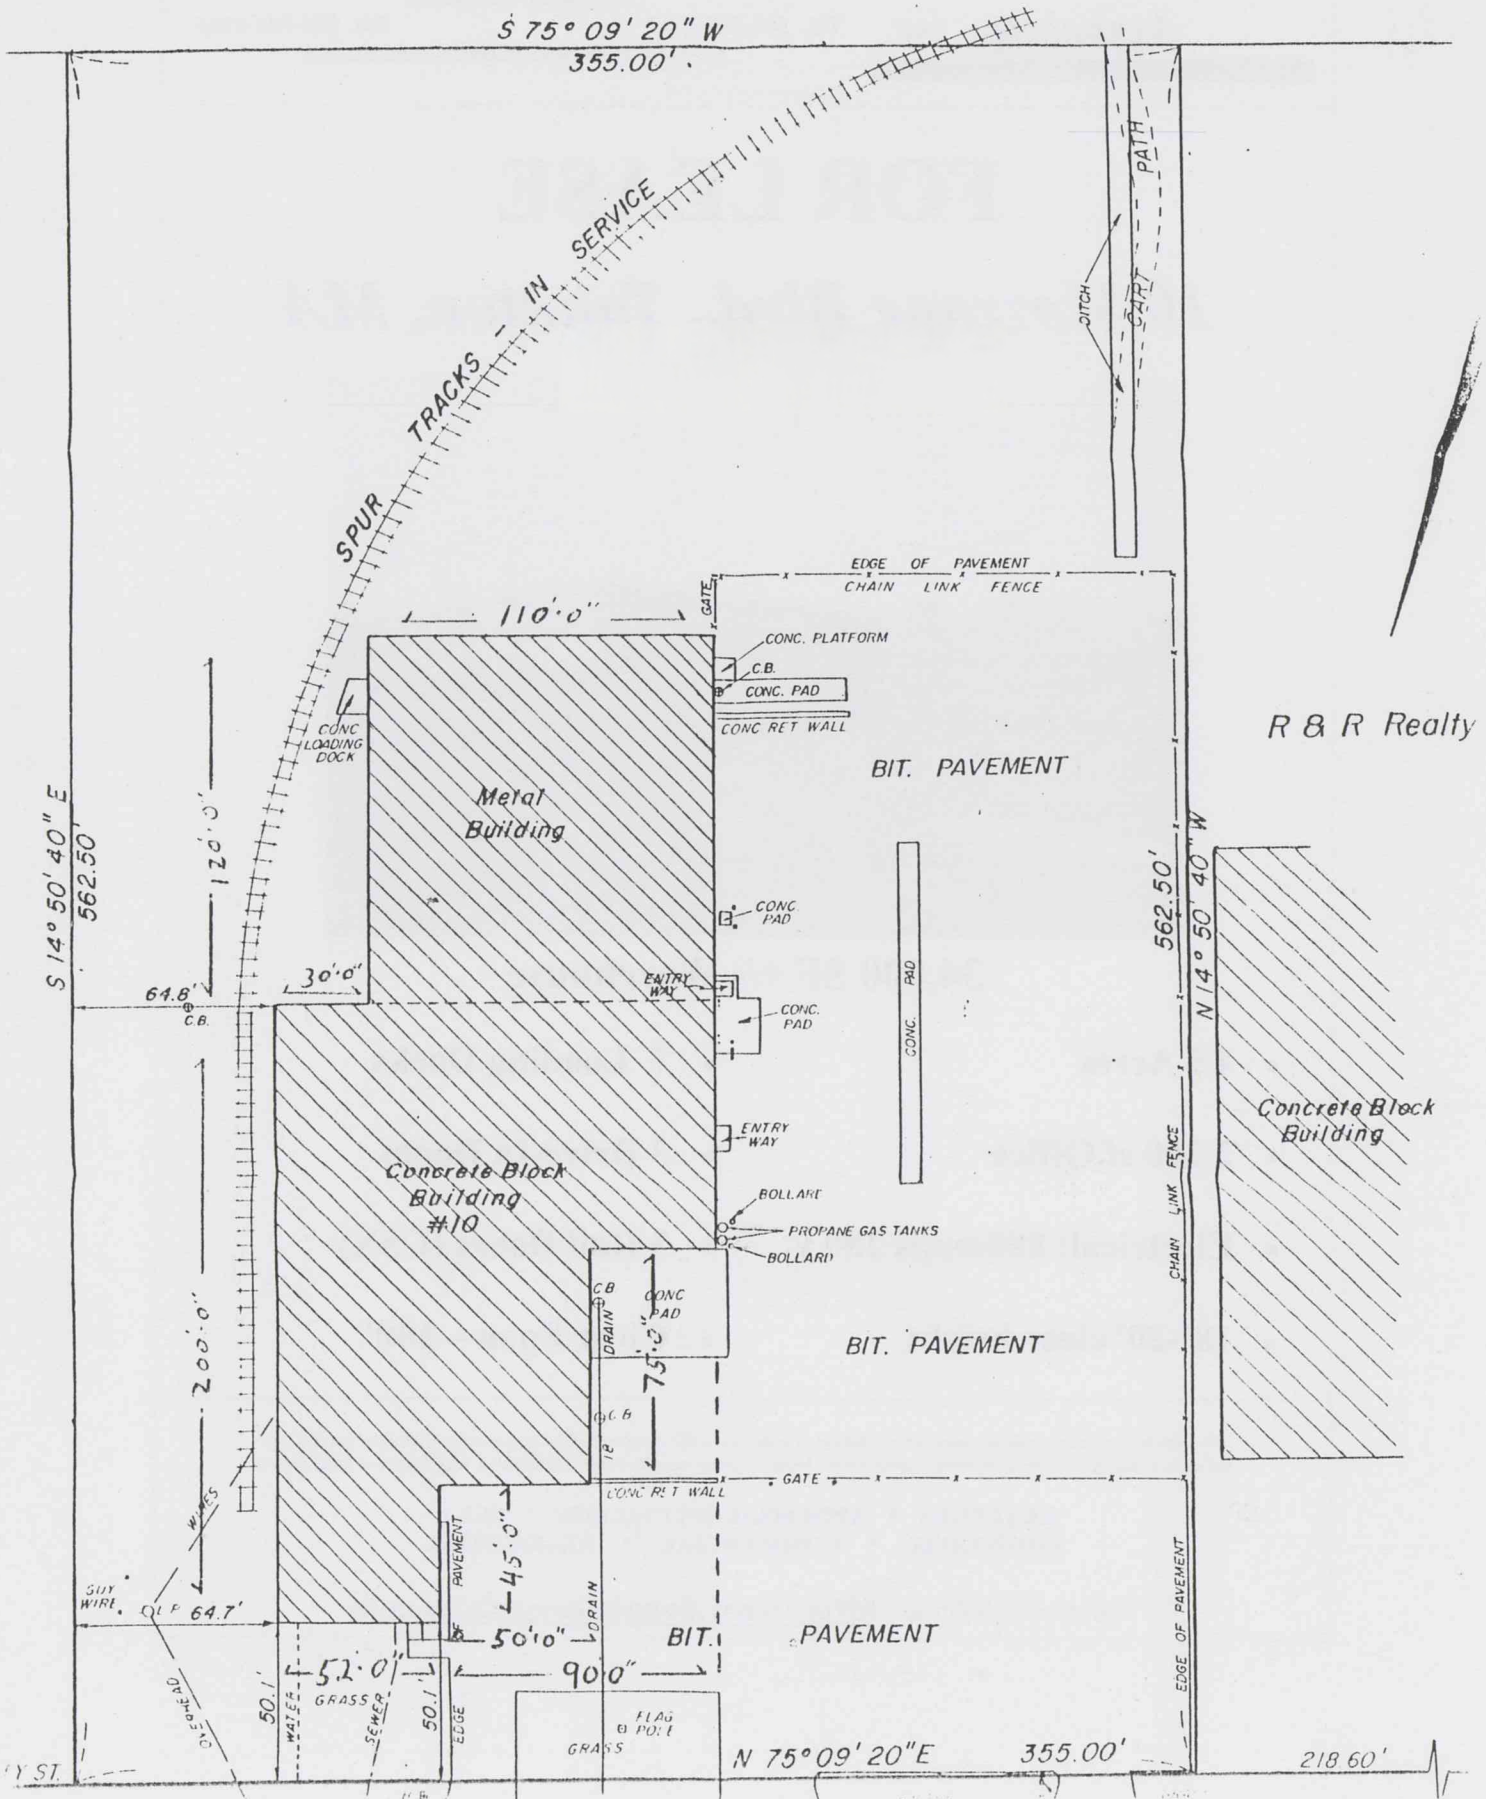 S 75° 09' 20" W
355.00'
SPUR TRACKS - IN SERVICE
DITCH
CART PATH
EDGE OF PAVEMENT
CHAIN LINK FENCE
GATE
110'-0"
CONC. PLATFORM
C.B.
CONC. PAD
CONC RET WALL
CONC
LOADING
DOCK
R & R Realty
BIT. PAVEMENT
Metal
Building
120'-0"
S 14° 50' 40" E
562.50'
562.50'
N 14° 50' 40" W
CONC.
PAD
CONC. PAD
30'-0"
64.8'
C.B.
ENTRY
WAY
CONC.
PAD
Concrete Block
Building
ENTRY
WAY
Concrete Block
Building
#10
CHAIN LINK FENCE
BOLLARD
PROPANE GAS TANKS
BOLLARD
C.B
CONC
PAD
DRAIN
75'-0"
BIT. PAVEMENT
200'-0"
C.B
18
GATE
CONC RET WALL
WIRES
45'-0"
EDGE OF PAVEMENT
GUY
WIRE
L.P.
64.7'
DRAIN
50'0"
BIT. PAVEMENT
EDGE OF PAVEMENT
52'-0"
90'0"
GRASS
OVERHEAD
50.1'
WATER
SEWER
50.1'
FLAG
POLE
GRASS
N 75° 09' 20" E
355.00'
218.60'
Y ST.